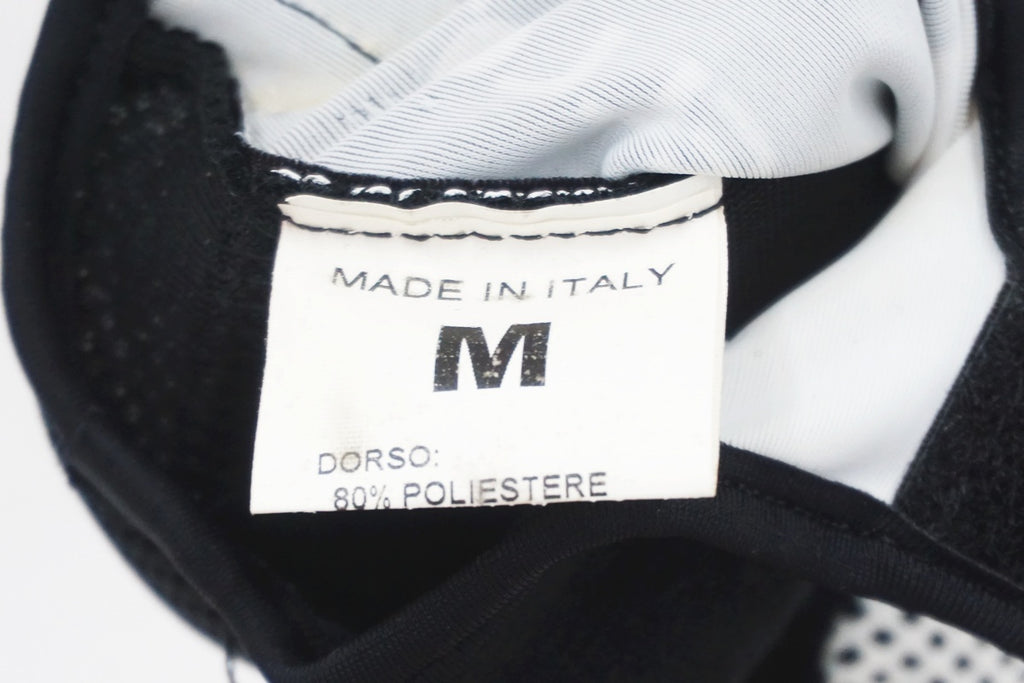 MADE IN ITALY
M
DORSO:
80% POLIESTERE